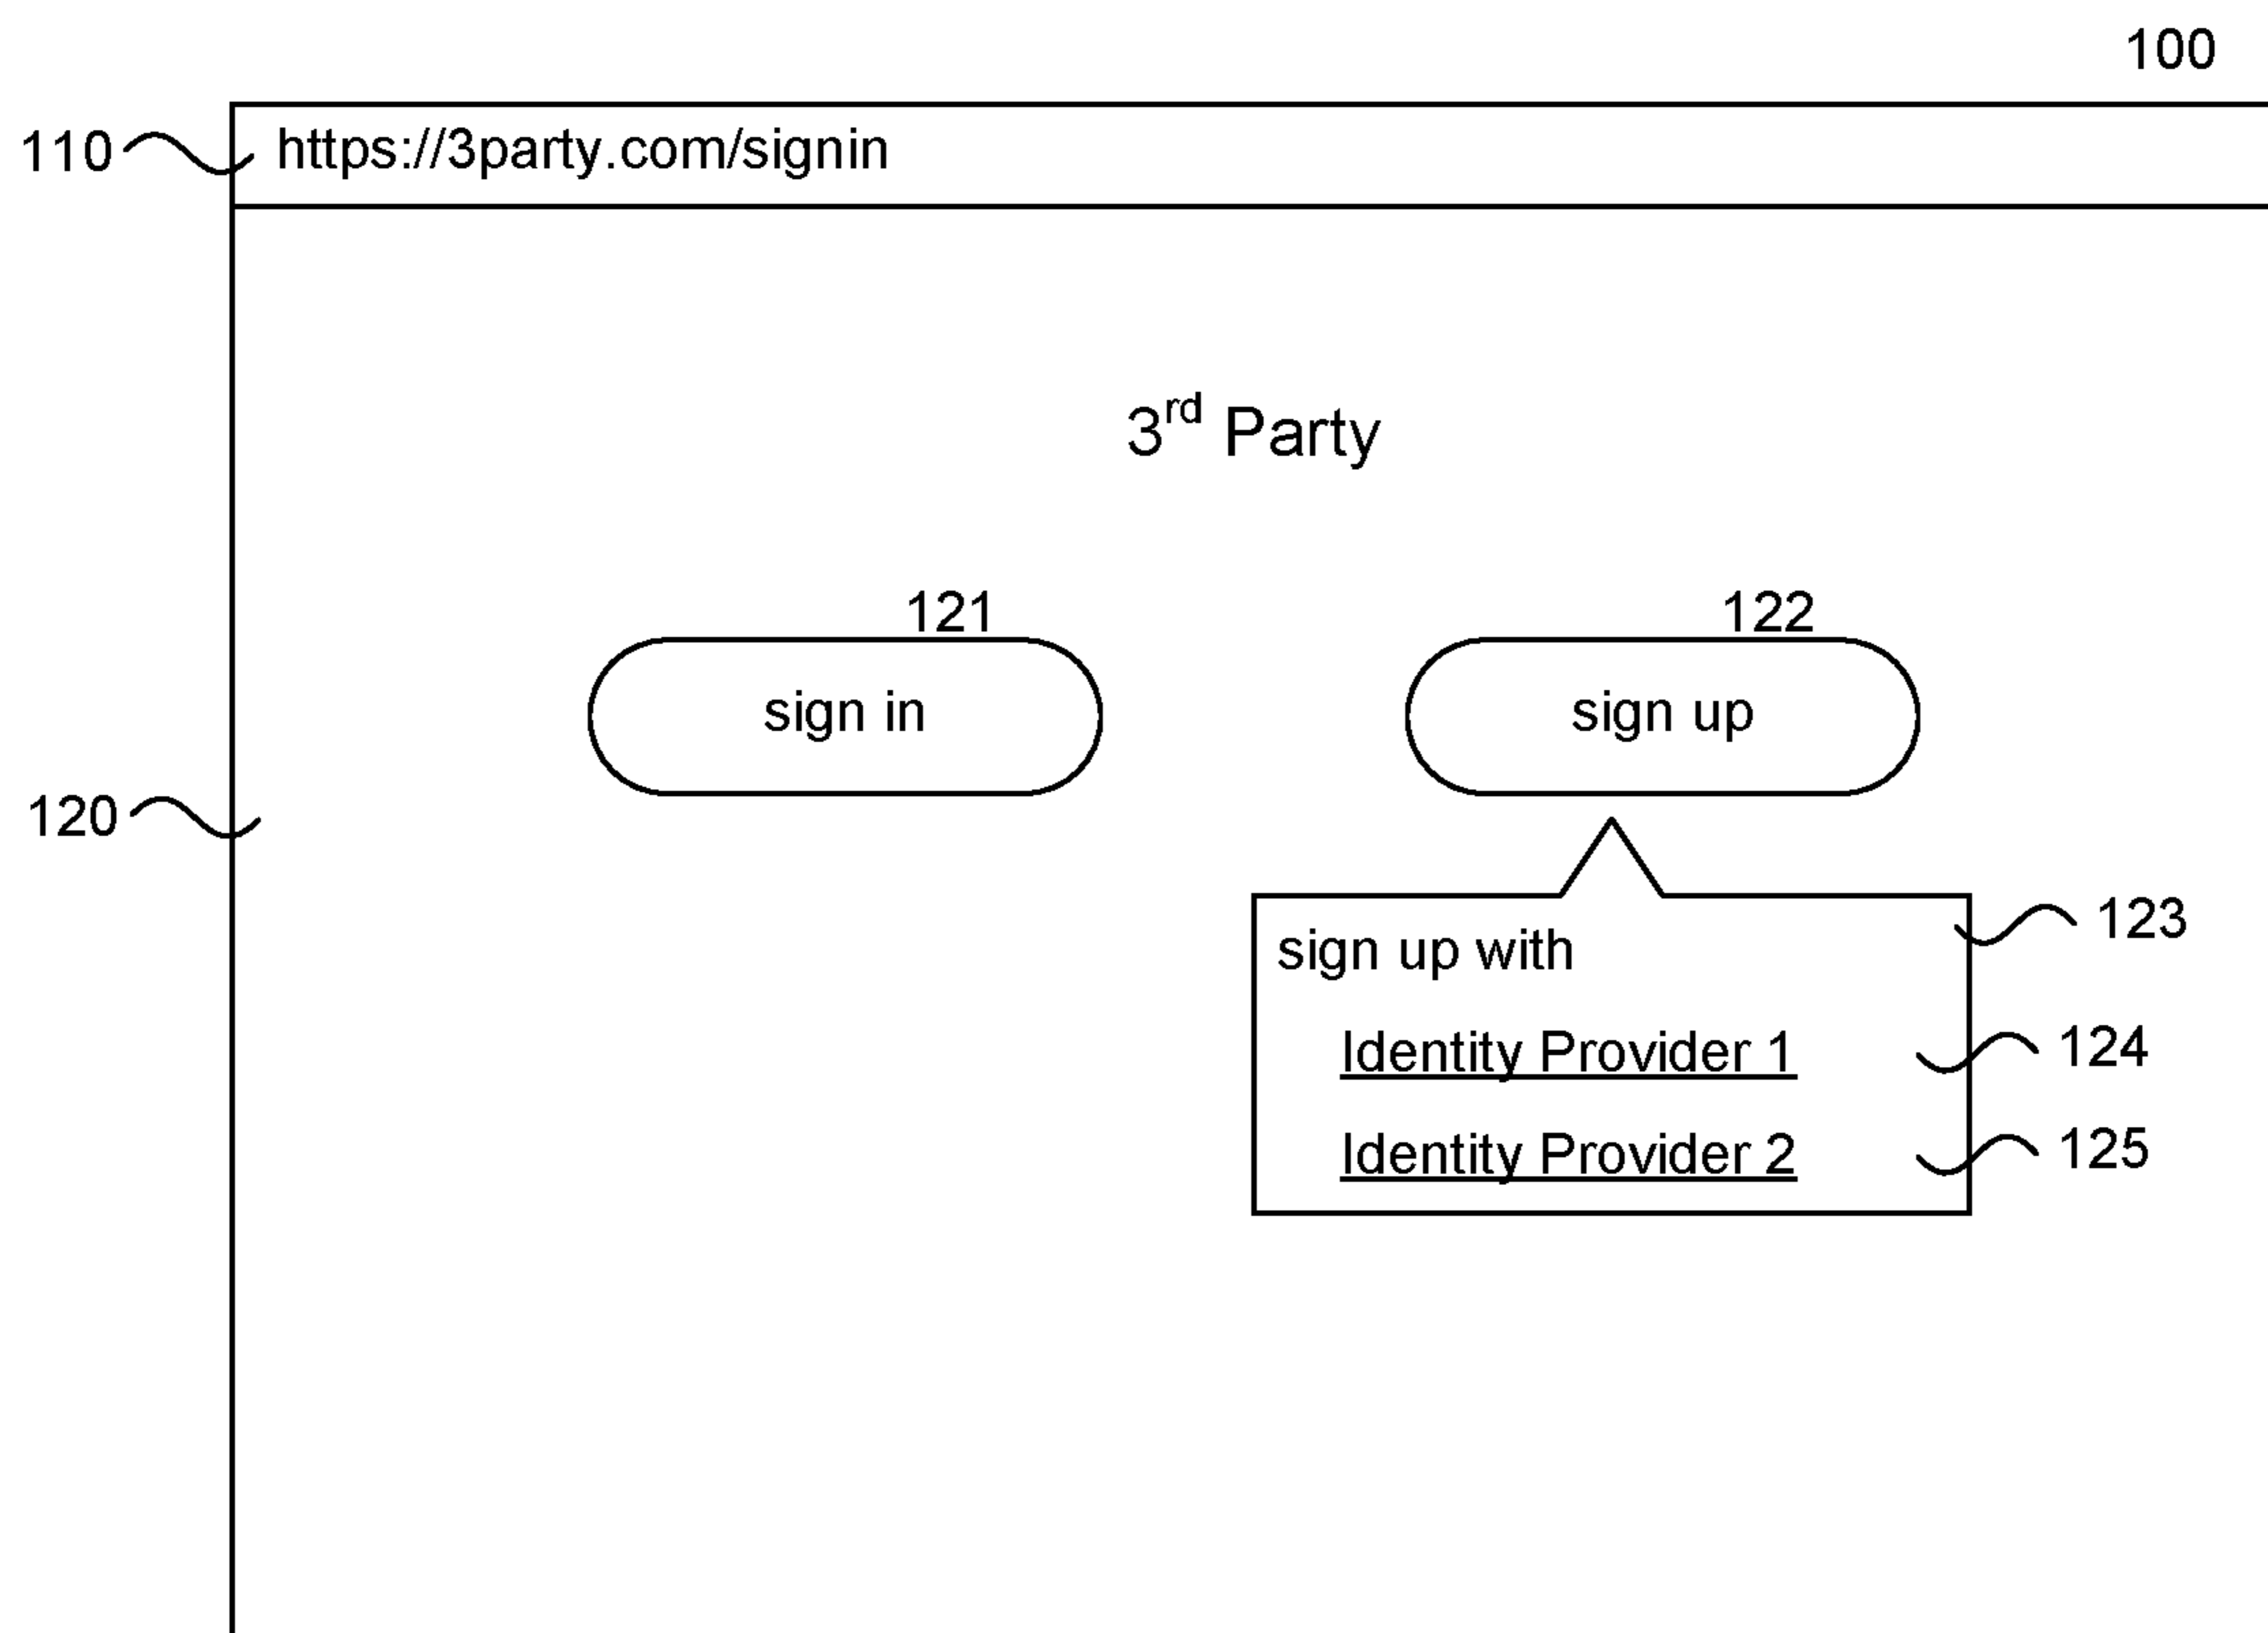 100
110 https://3party.com/signin
3rd Party
121 122
sign in sign up
120
sign up with 123
Identity Provider 1 124
Identity Provider 2 125